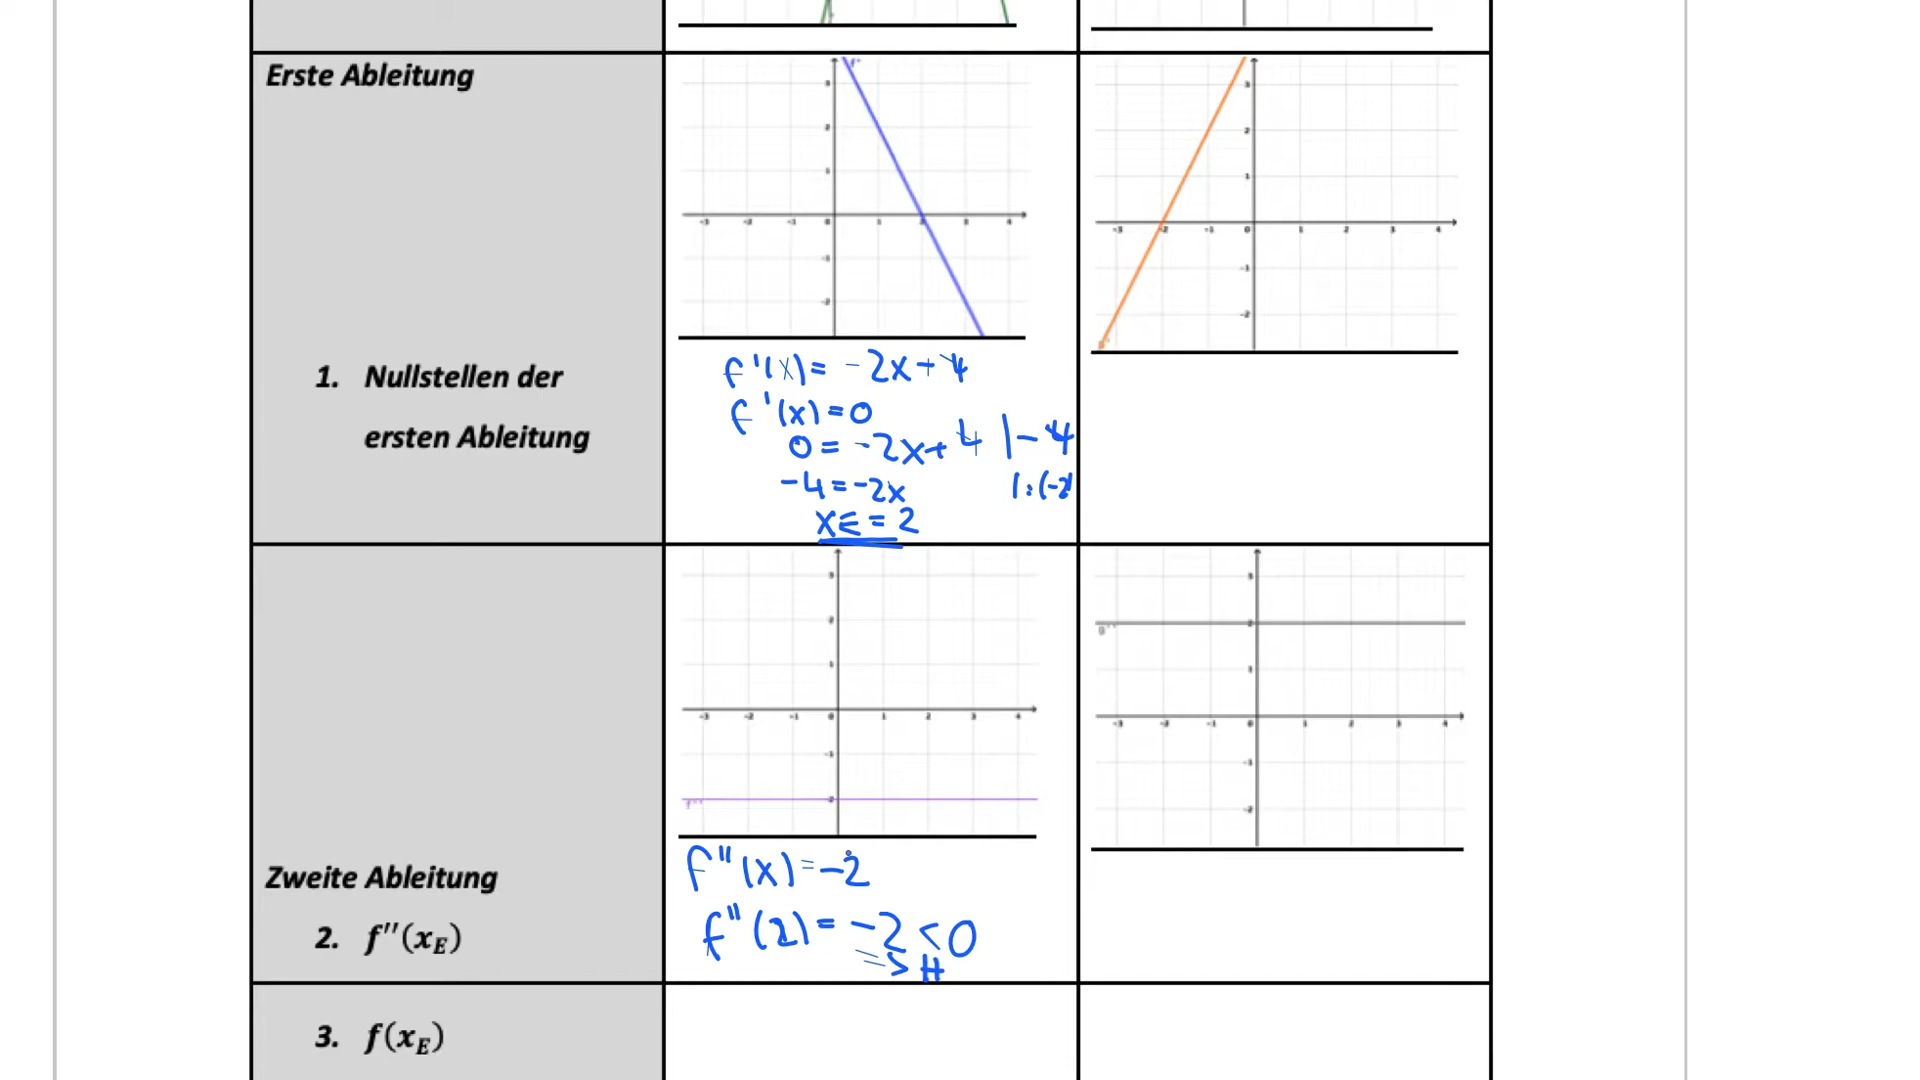 Erste Ableitung
1. Nullstellen der
ersten Ableitung
f'(x) = -2x+4
f'(x) = 0
0 = -2x+4 |-4
-4 = -2x |:(-2)
xE = 2
Zweite Ableitung
2. f''(xE)
f''(x) = -2
f''(2) = -2 < 0
=> H
g''
3. f(xE)